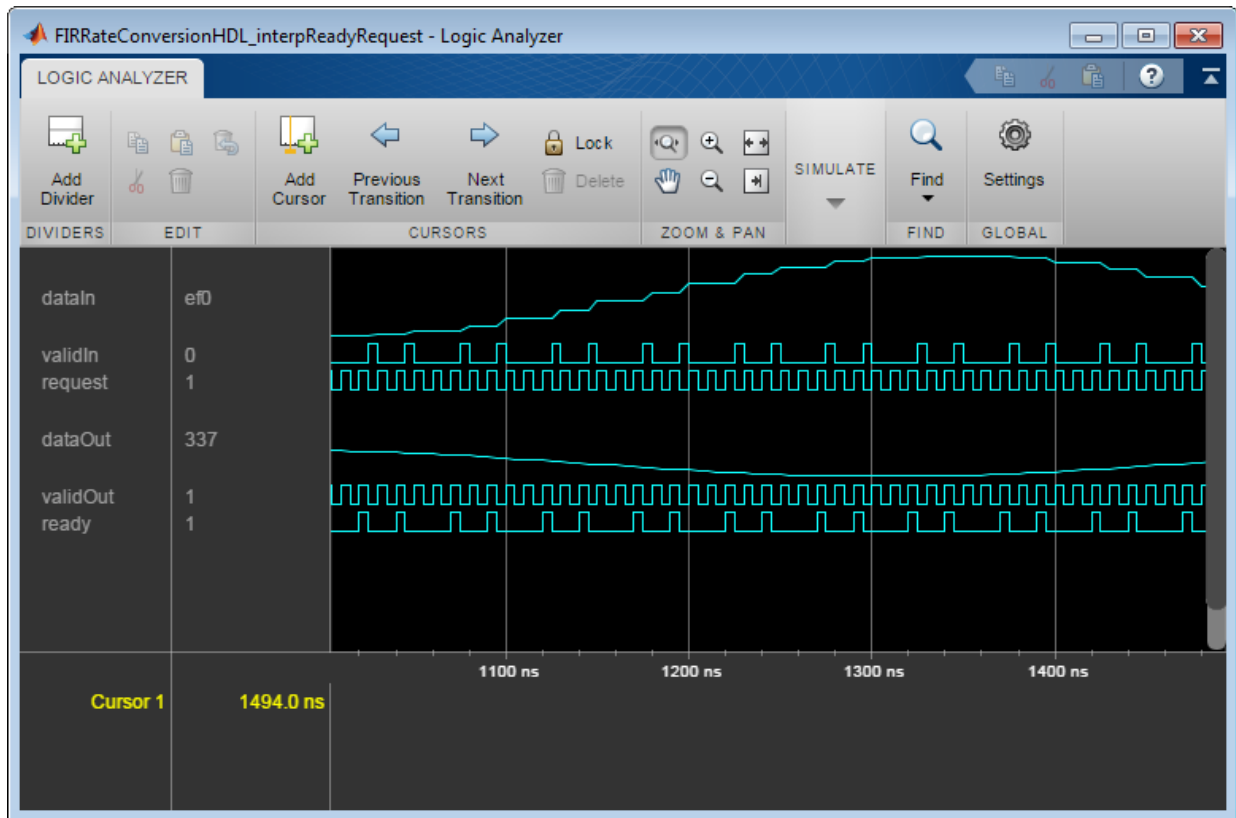 FIRRateConversionHDL_interpReadyRequest - Logic Analyzer
LOGIC ANALYZER
?
Add Divider
Add Cursor
Previous Transition
Next Transition
Lock
Delete
SIMULATE
Find
Settings
DIVIDERS
EDIT
CURSORS
ZOOM & PAN
FIND
GLOBAL
dataIn ef0
validIn 0
request 1
dataOut 337
validOut 1
ready 1
1100 ns 1200 ns 1300 ns 1400 ns
Cursor 1 1494.0 ns